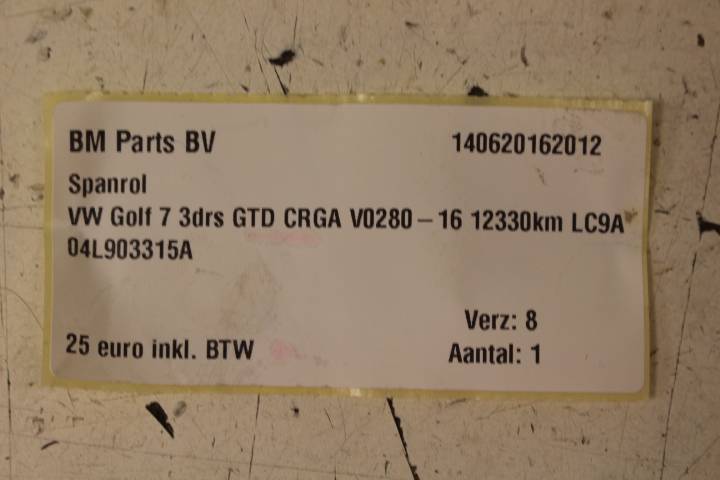 BM Parts BV 140620162012
Spanrol
VW Golf 7 3drs GTD CRGA V0280-16 12330km LC9A
04L903315A
Verz: 8
25 euro inkl. BTW Aantal: 1